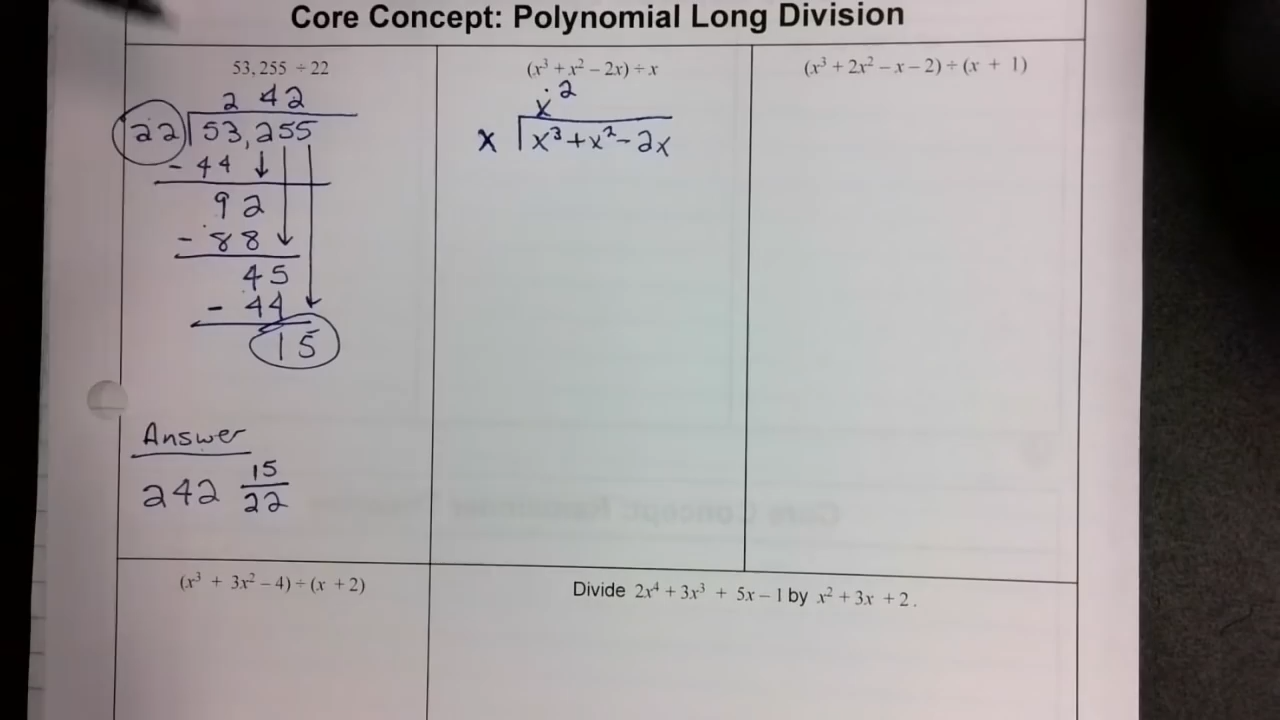 Core Concept: Polynomial Long Division
53,255 ÷ 22
2 42
22 53,255
- 44
92
- 88
45
- 44
15
Answer
242 15/22
(x³ + x² – 2x) ÷ x
x²
x x³+x²-2x
(x³ + 2x² – x – 2) ÷ (x + 1)
(x³ + 3x² – 4) ÷ (x + 2)
Divide 2x⁴ + 3x³ + 5x – 1 by x² + 3x + 2.